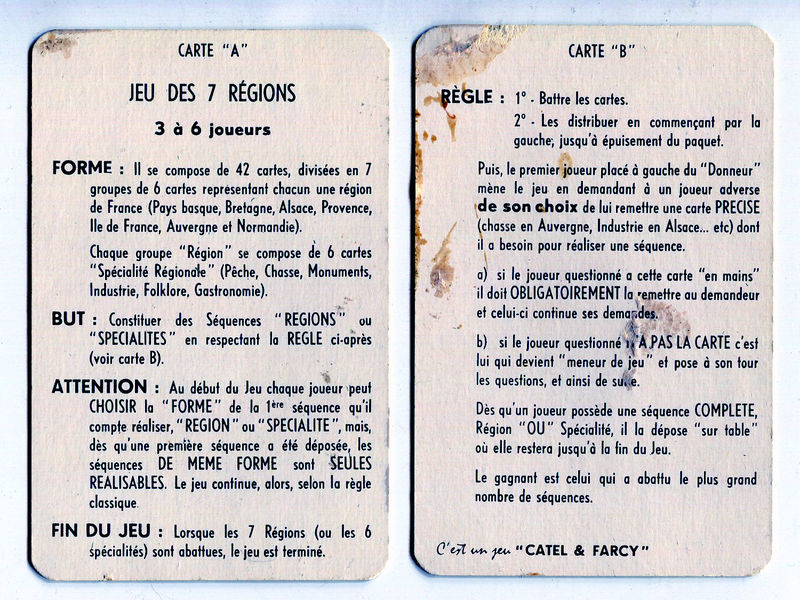 CARTE "A"
JEU DES 7 RÉGIONS
3 à 6 joueurs
FORME : Il se compose de 42 cartes, divisées en 7
groupes de 6 cartes représentant chacun une région
de France (Pays basque, Bretagne, Alsace, Provence,
Ile de France, Auvergne et Normandie).
Chaque groupe "Région" se compose de 6 cartes
"Spécialité Régionale" (Pêche, Chasse, Monuments,
Industrie, Folklore, Gastronomie).
BUT : Constituer des Séquences "REGIONS" ou
"SPECIALITES" en respectant la REGLE ci-après
(voir carte B).
ATTENTION : Au début du Jeu chaque joueur peut
CHOISIR la "FORME" de la 1ère séquence qu'il
compte réaliser, "REGION" ou "SPECIALITE", mais,
dès qu'une première séquence a été déposée, les
séquences DE MEME FORME sont SEULES
REALISABLES. Le jeu continue, alors, selon la règle
classique.
FIN DU JEU : Lorsque les 7 Régions (ou les 6
spécialités) sont abattues, le jeu est terminé.
CARTE "B"
RÈGLE : 1° - Battre les cartes.
2° - Les distribuer en commençant par la
gauche; jusqu'à épuisement du paquet.
Puis, le premier joueur placé à gauche du "Donneur"
mène le jeu en demandant à un joueur adverse
de son choix de lui remettre une carte PRECISE
(chasse en Auvergne, Industrie en Alsace... etc) dont
il a besoin pour réaliser une séquence.
a) si le joueur questionné a cette carte "en mains"
il doit OBLIGATOIREMENT la remettre au demandeur
et celui-ci continue ses demandes.
b) si le joueur questionné N'A PAS LA CARTE c'est
lui qui devient "meneur de jeu" et pose à son tour
les questions, et ainsi de suite.
Dès qu'un joueur possède une séquence COMPLETE,
Région "OU" Spécialité, il la dépose "sur table"
où elle restera jusqu'à la fin du Jeu.
Le gagnant est celui qui a abattu le plus grand
nombre de séquences.
C'est un jeu "CATEL & FARCY"